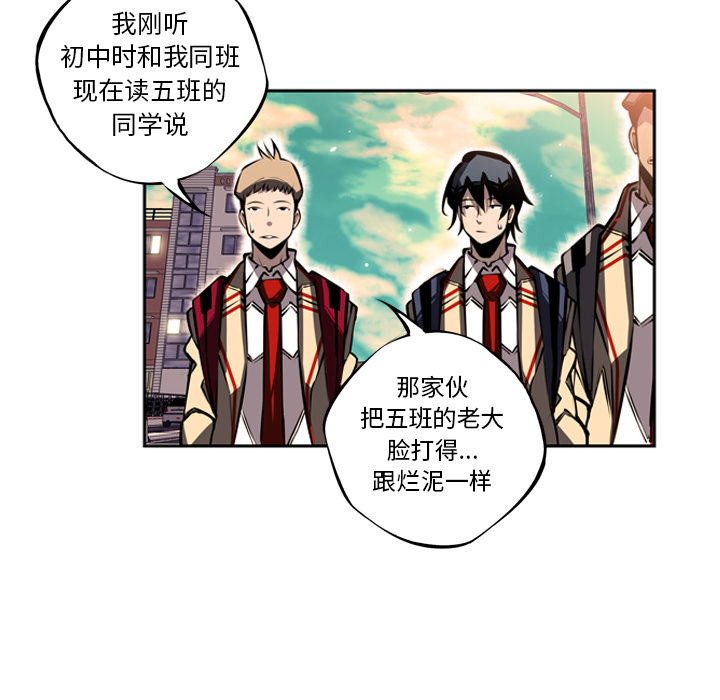 我刚听
初中时和我同班
现在读五班的
同学说
那家伙
把五班的老大
脸打得...
跟烂泥一样